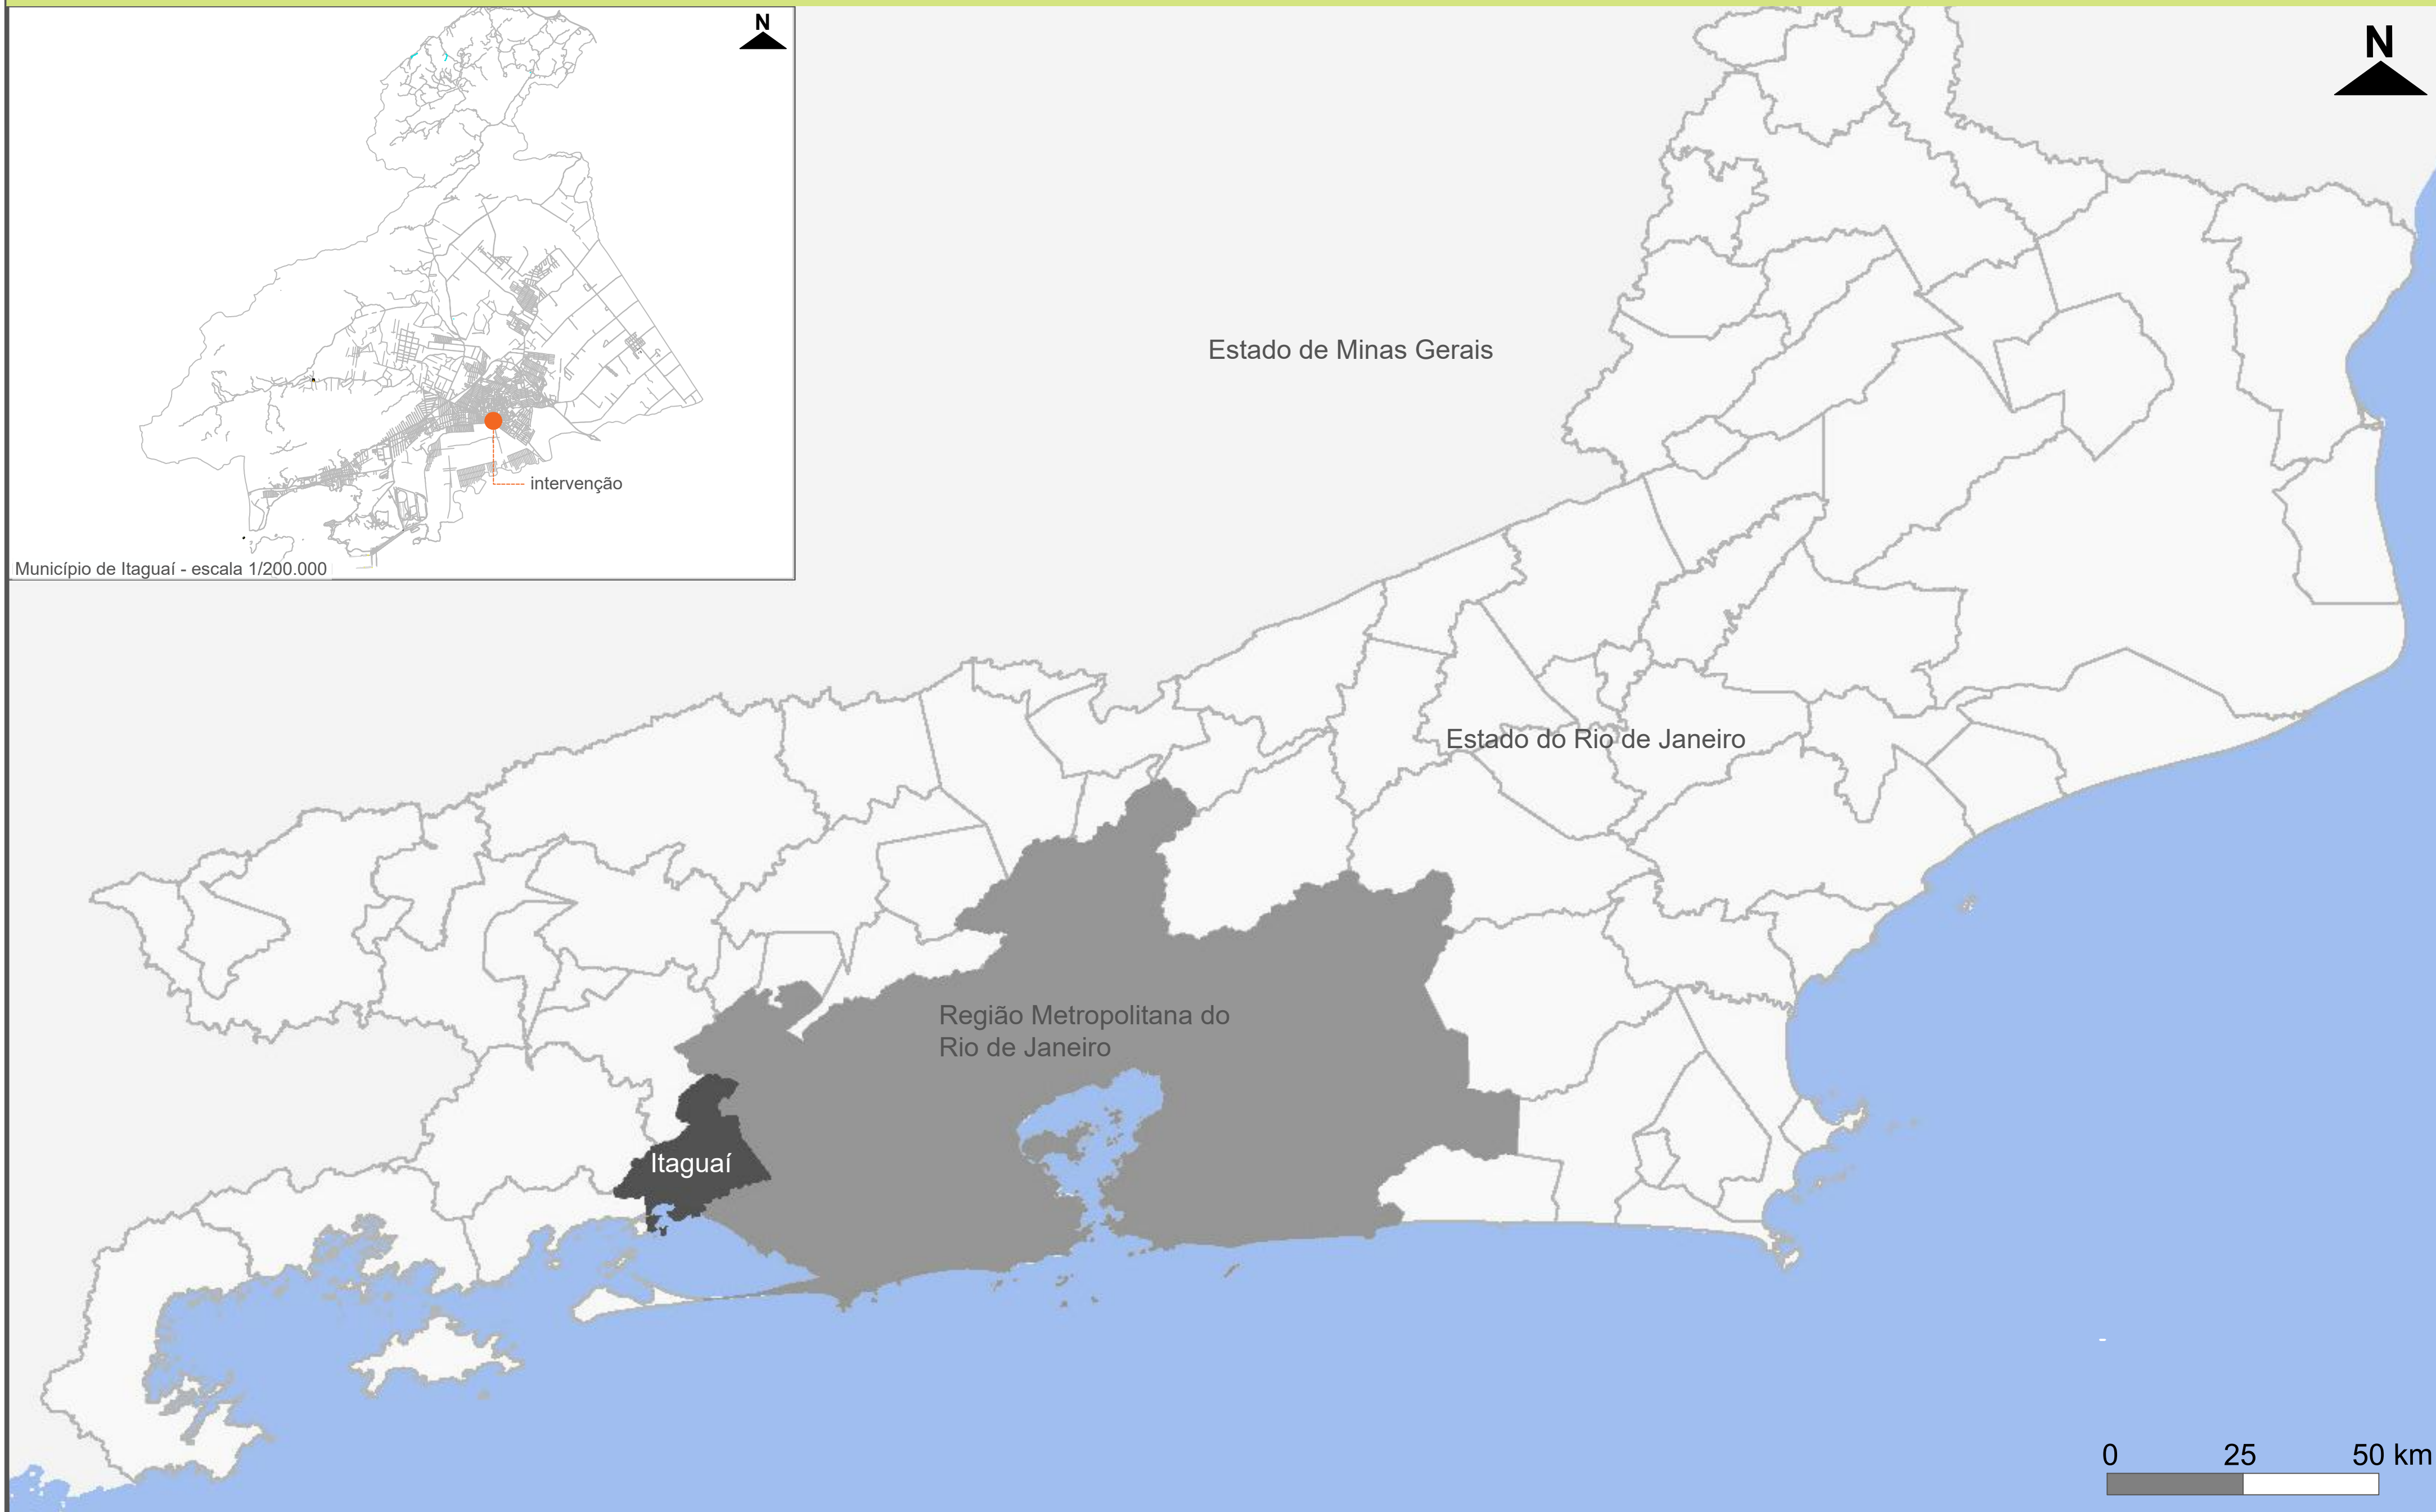 N
intervenção
Município de Itaguaí - escala 1/200.000
N
Estado de Minas Gerais
Estado do Rio de Janeiro
Região Metropolitana do
Rio de Janeiro
Itaguaí
0 25 50 km